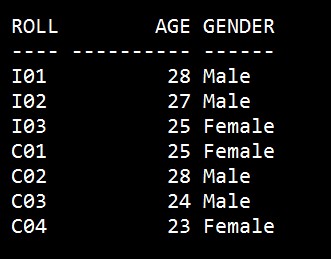 ROLL        AGE GENDER
---- ---------- ------
I01          28 Male
I02          27 Male
I03          25 Female
C01          25 Female
C02          28 Male
C03          24 Male
C04          23 Female